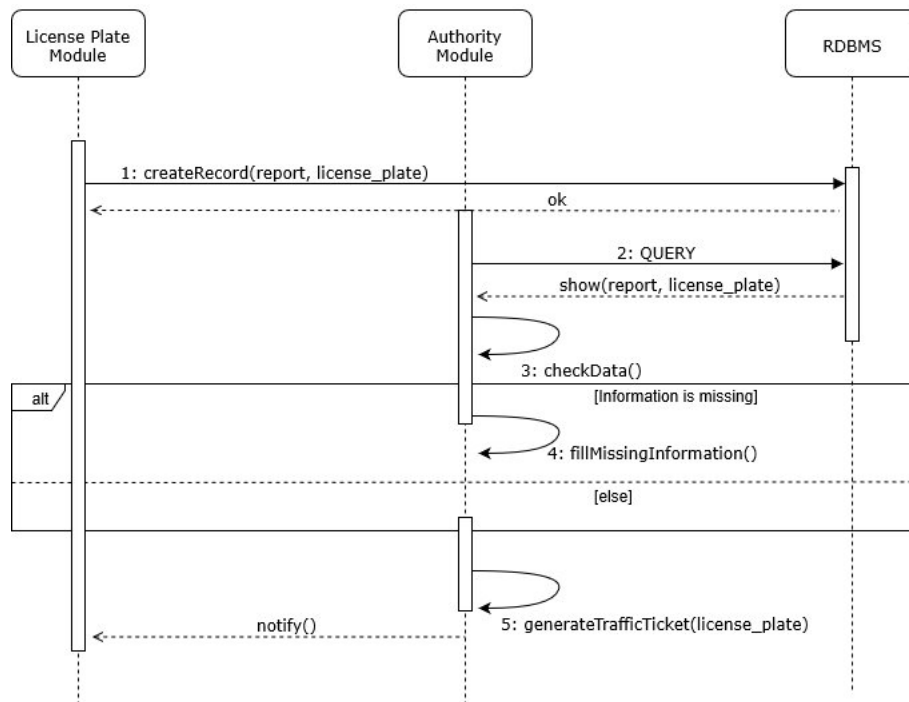 License Plate
Module
Authority
Module
RDBMS
1: createRecord(report, license_plate)
ok
2: QUERY
show(report, license_plate)
3: checkData()
alt
[Information is missing]
4: fillMissingInformation()
[else]
5: generateTrafficTicket(license_plate)
notify()